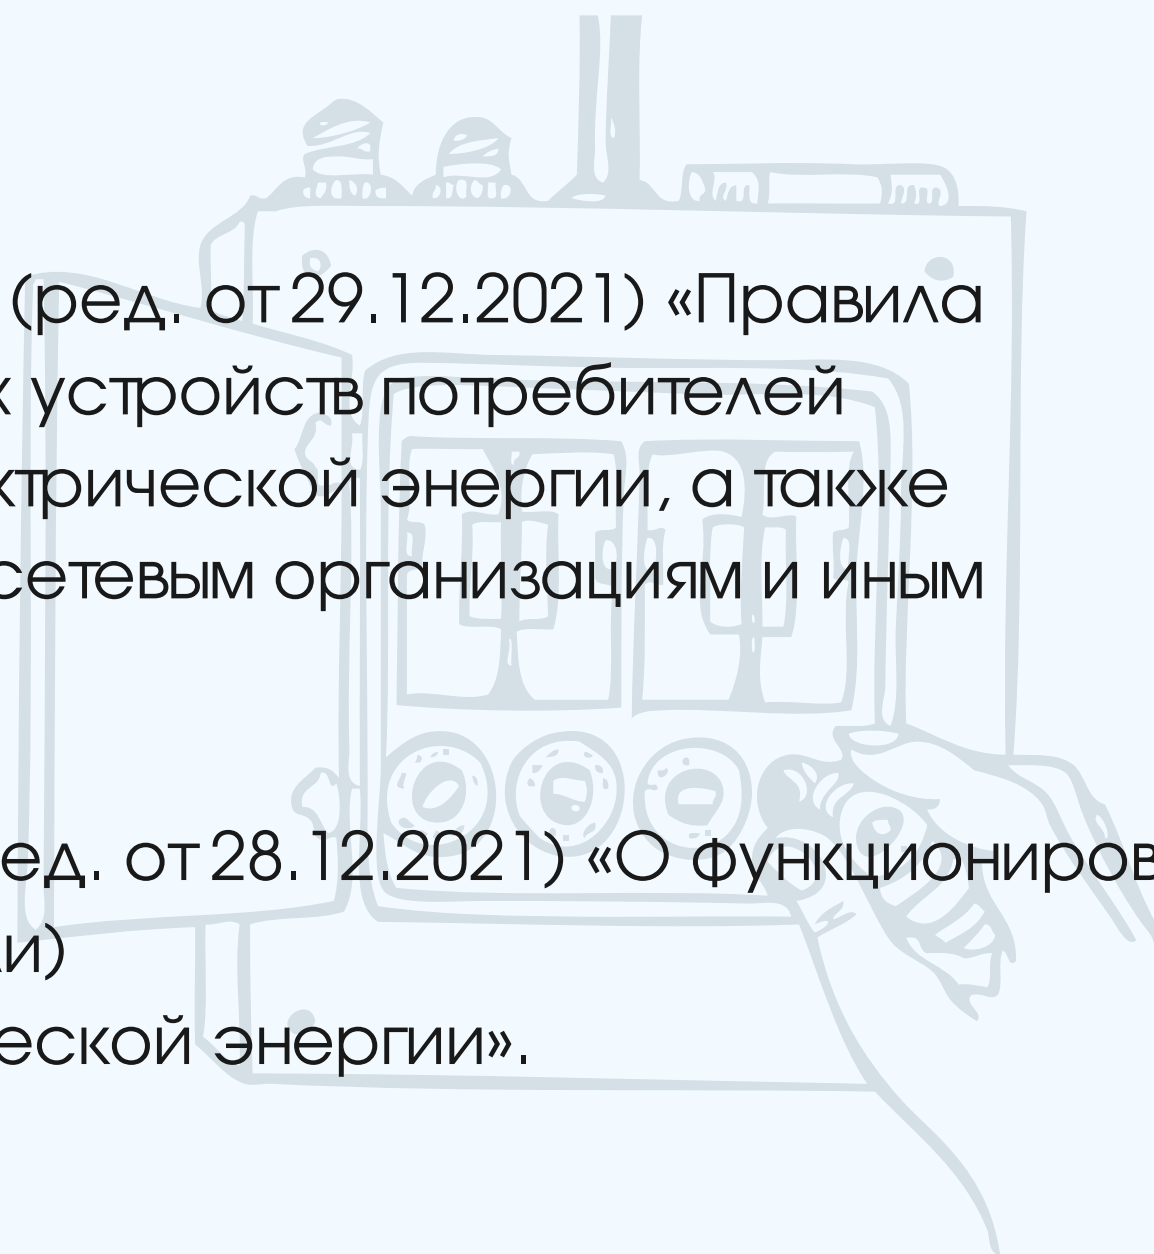 (ред. от 29.12.2021) «Правила
х устройств потребителей
ктрической энергии, а также
сетевым организациям и иным
ед. от 28.12.2021) «О функциониров
и)
еской энергии».